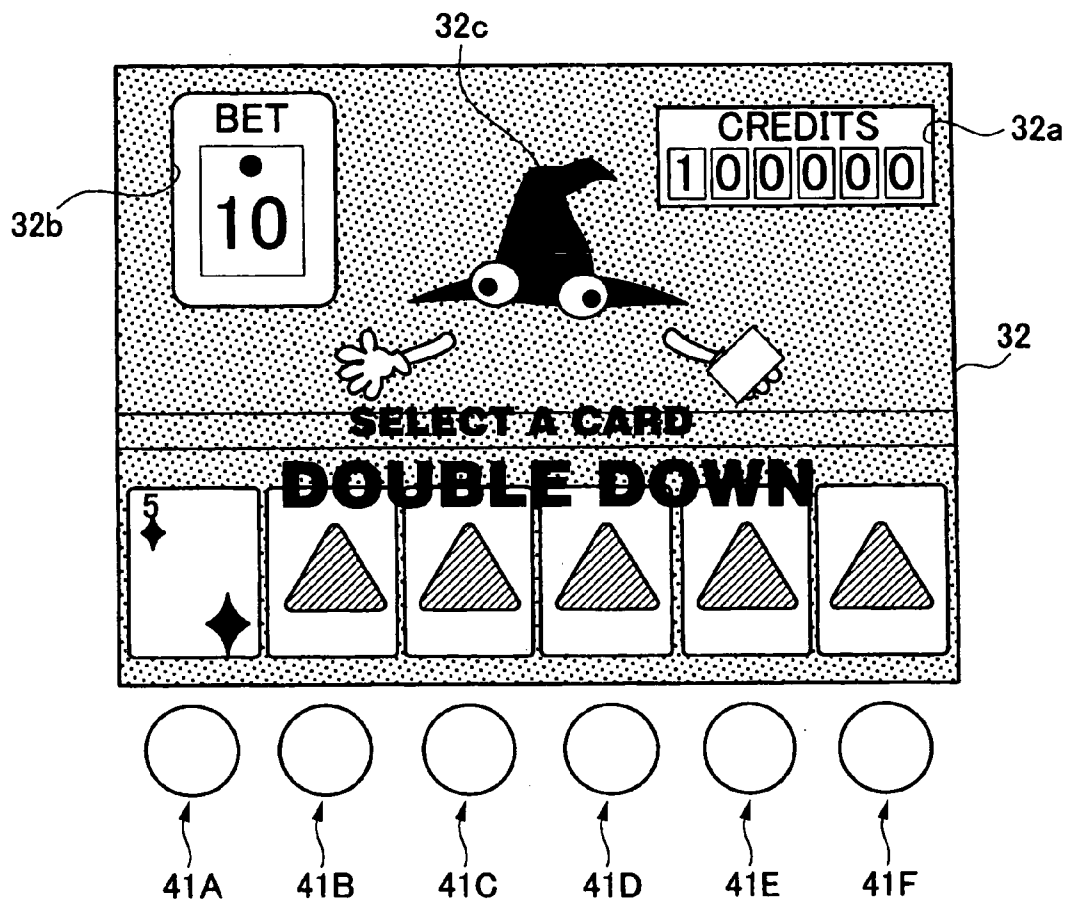 32c
BET
10
CREDITS
100000
32a
32b
32
SELECT A CARD
DOUBLE DOWN
5
41A 41B 41C 41D 41E 41F